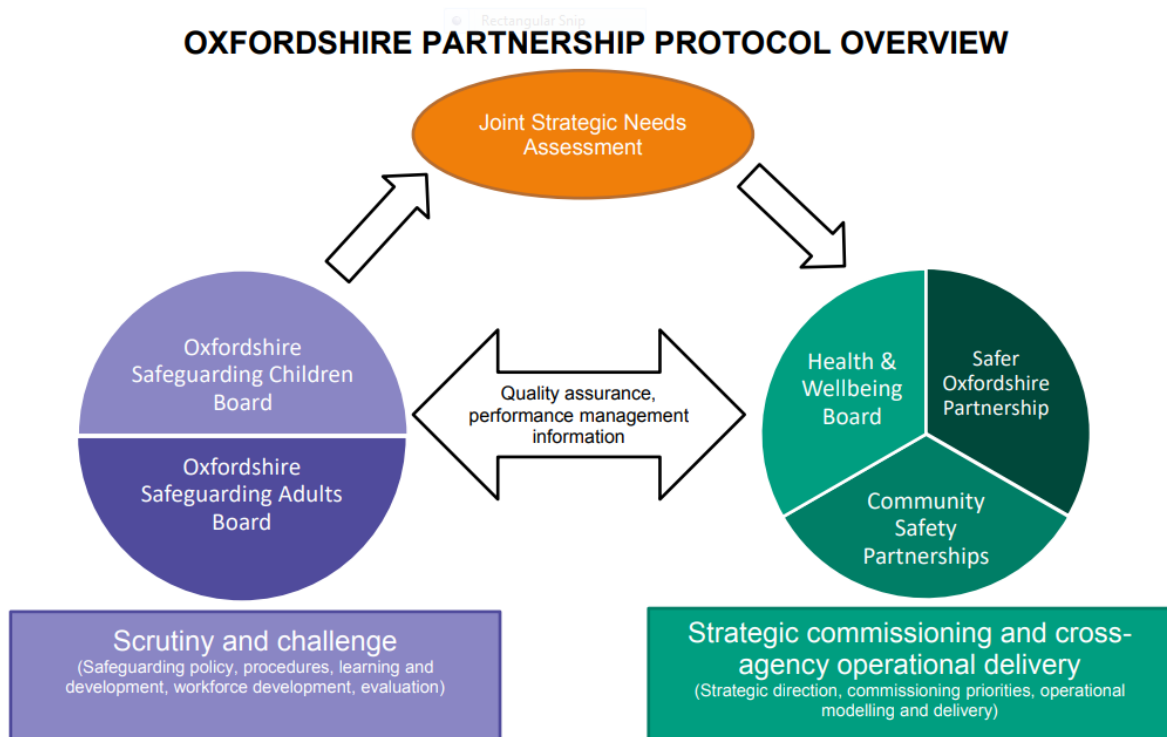 Rectangular Snip
OXFORDSHIRE PARTNERSHIP PROTOCOL OVERVIEW
Joint Strategic Needs
Assessment
Oxfordshire
Safeguarding Children
Board
Oxfordshire
Safeguarding Adults
Board
Quality assurance,
performance management
information
Health &
Wellbeing
Board
Safer
Oxfordshire
Partnership
Community
Safety
Partnerships
Scrutiny and challenge
(Safeguarding policy, procedures, learning and
development, workforce development, evaluation)
Strategic commissioning and cross-
agency operational delivery
(Strategic direction, commissioning priorities, operational
modelling and delivery)